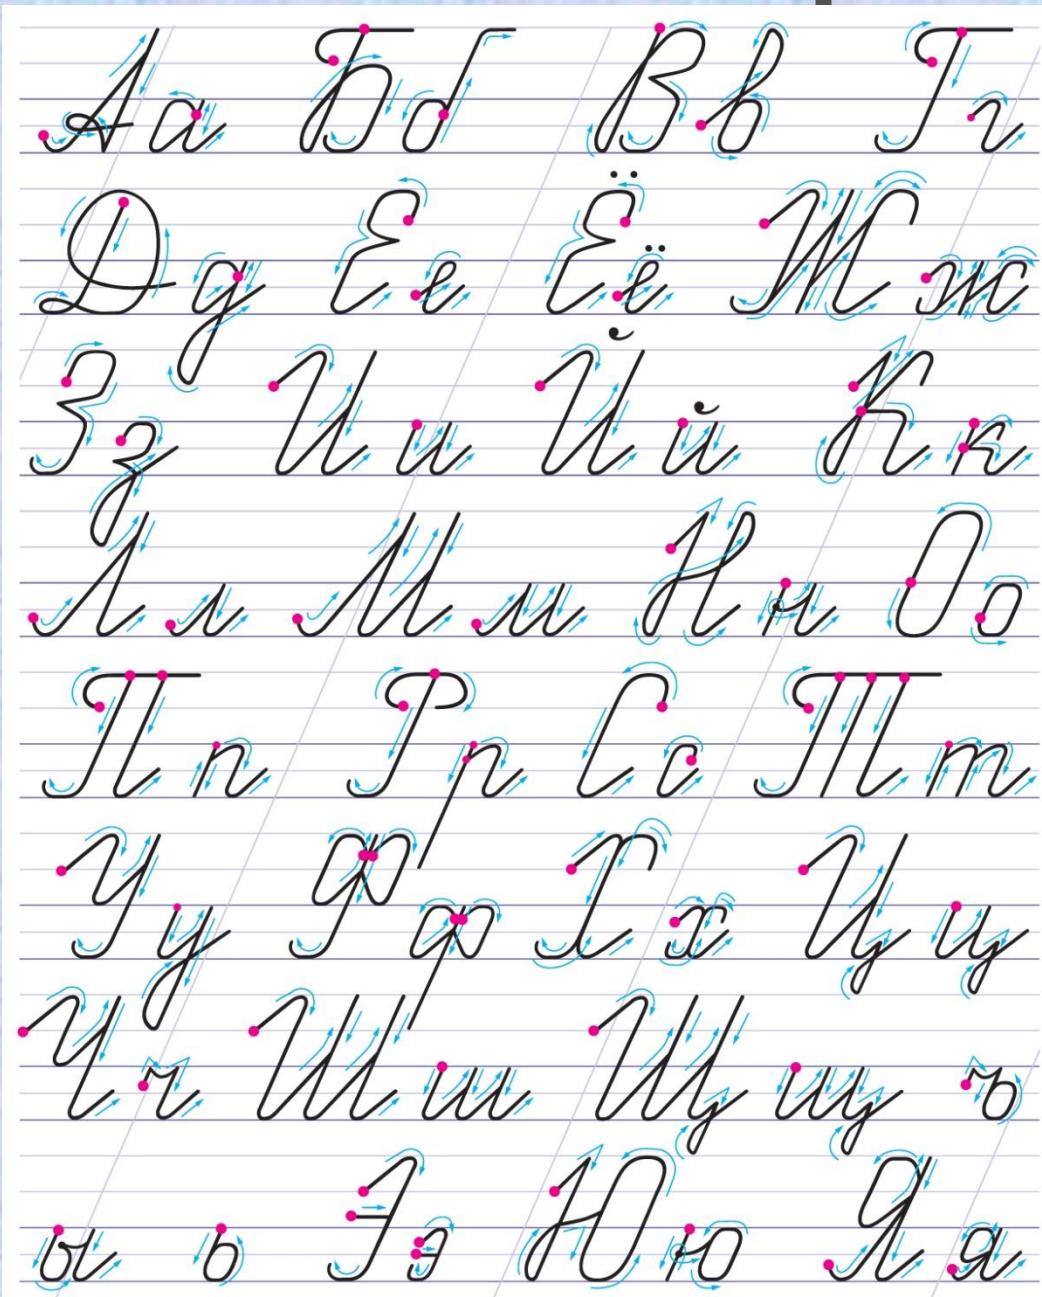 Аа Бб Вв Гг
Дд Ее Ёё Жж
Зз Ии Йй Кк
Лл Мм Нн Оо
Пп Рр Сс Тт
Уу Фф Хх Цц
Чч Шш Щщ ъ
ы ь Ээ Юю Яя